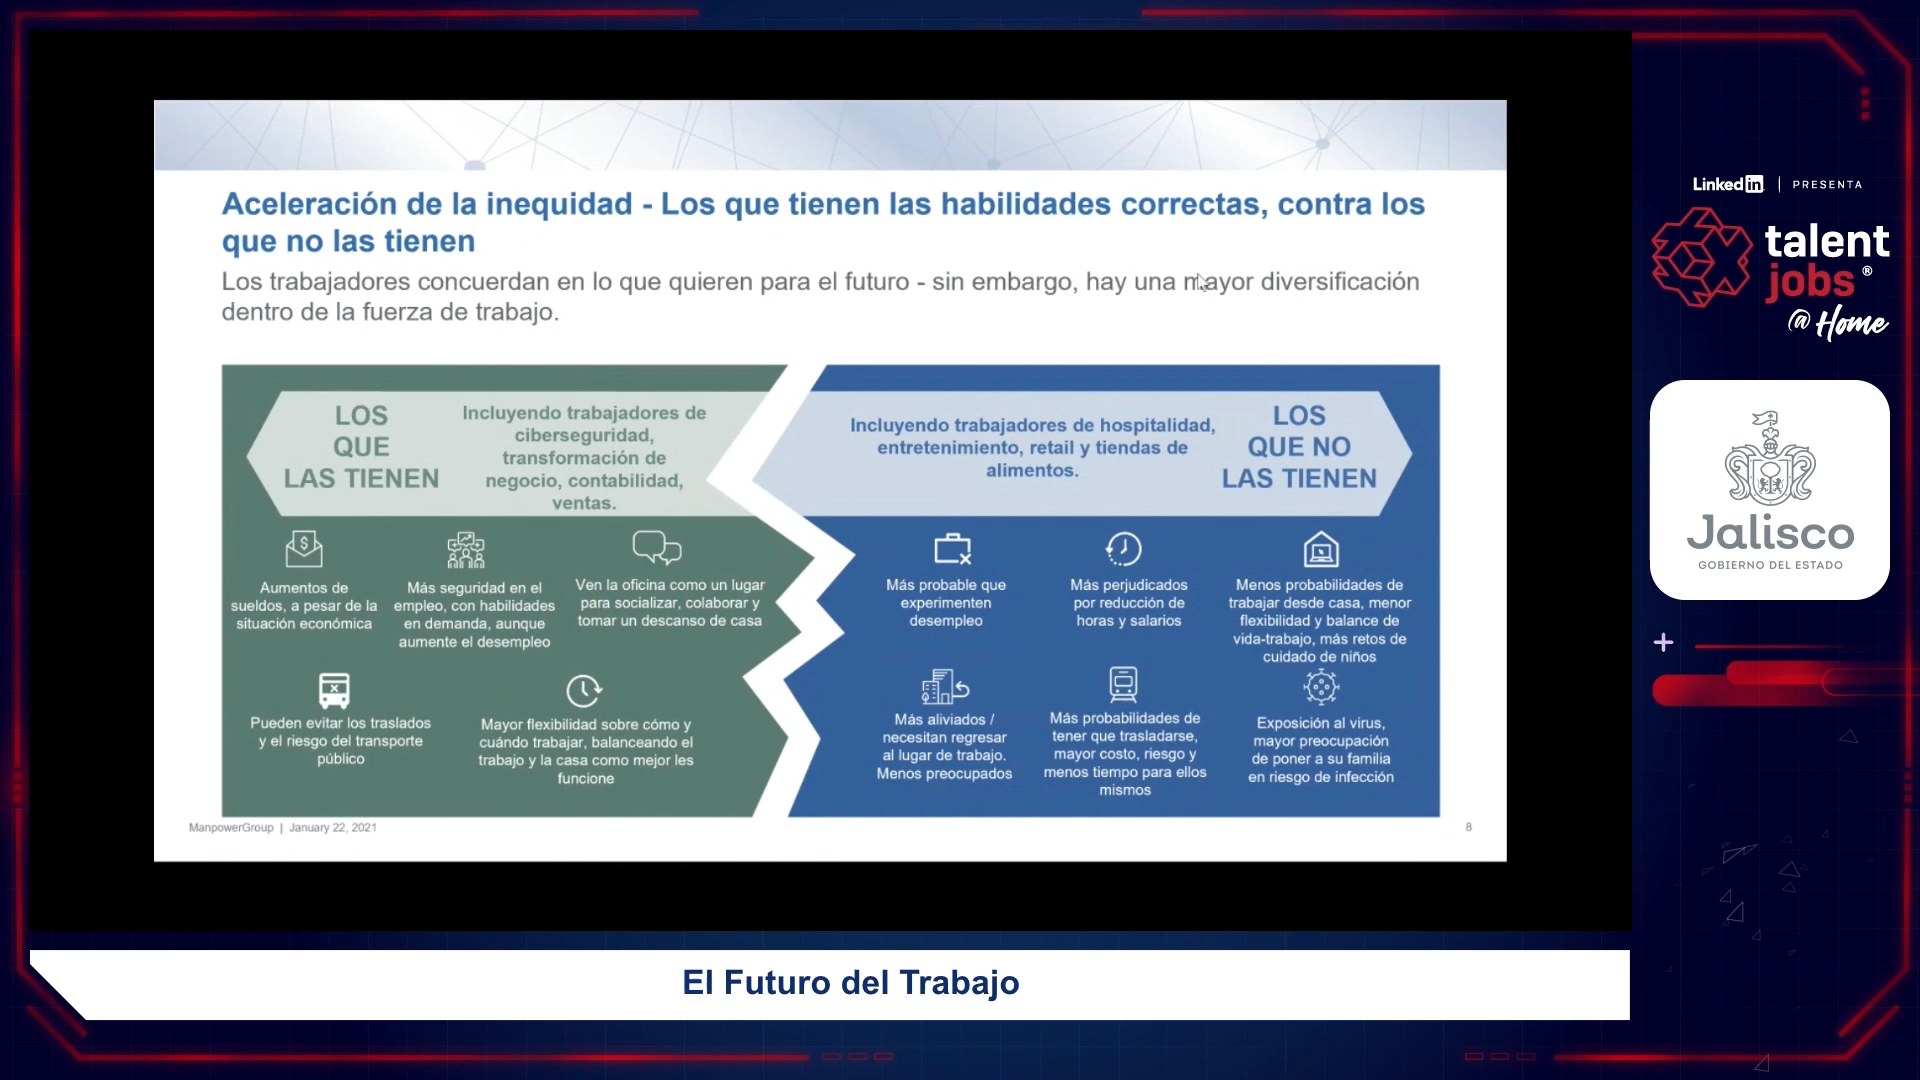 Aceleración de la inequidad - Los que tienen las habilidades correctas, contra los
que no las tienen
Los trabajadores concuerdan en lo que quieren para el futuro - sin embargo, hay una mayor diversificación
dentro de la fuerza de trabajo.
LOS
QUE
LAS TIENEN
Incluyendo trabajadores de
ciberseguridad,
transformación de
negocio, contabilidad,
ventas.
Aumentos de
sueldos, a pesar de la
situación económica
Más seguridad en el
empleo, con habilidades
en demanda, aunque
aumente el desempleo
Ven la oficina como un lugar
para socializar, colaborar y
tomar un descanso de casa
Pueden evitar los traslados
y el riesgo del transporte
público
Mayor flexibilidad sobre cómo y
cuándo trabajar, balanceando el
trabajo y la casa como mejor les
funcione
Incluyendo trabajadores de hospitalidad,
entretenimiento, retail y tiendas de
alimentos.
LOS
QUE NO
LAS TIENEN
Más probable que
experimenten
desempleo
Más perjudicados
por reducción de
horas y salarios
Menos probabilidades de
trabajar desde casa, menor
flexibilidad y balance de
vida-trabajo, más retos de
cuidado de niños
Más aliviados /
necesitan regresar
al lugar de trabajo.
Menos preocupados
Más probabilidades de
tener que trasladarse,
mayor costo, riesgo y
menos tiempo para ellos
mismos
Exposición al virus,
mayor preocupación
de poner a su familia
en riesgo de infección
ManpowerGroup | January 22, 2021
8
LinkedIn | PRESENTA
talent
jobs®
@Home
Jalisco
GOBIERNO DEL ESTADO
El Futuro del Trabajo